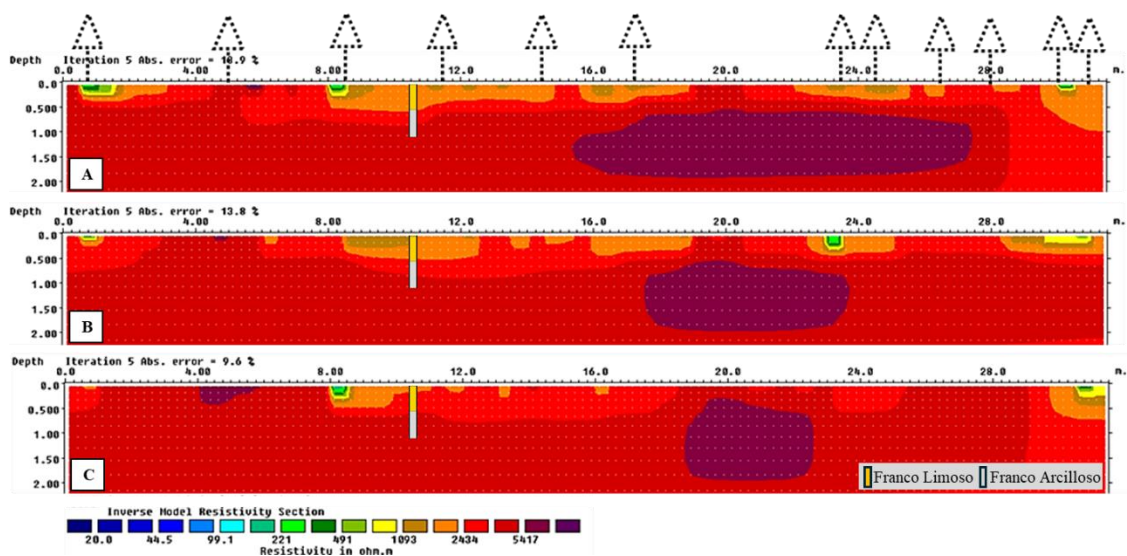 Depth Iteration 5 Abs. error = 10.9 %
0.0 4.00 8.00 12.0 16.0 20.0 24.0 28.0 m.
0.0
0.500
1.00
1.50
2.00
A
Depth Iteration 5 Abs. error = 13.8 %
0.0 4.00 8.00 12.0 16.0 20.0 24.0 28.0 m.
0.0
0.500
1.00
1.50
2.00
B
Depth Iteration 5 Abs. error = 9.6 %
0.0 4.00 8.00 12.0 16.0 20.0 24.0 28.0 m.
0.0
0.500
1.00
1.50
2.00
C
Franco Limoso Franco Arcilloso
Inverse Model Resistivity Section
20.0 44.5 99.1 221 491 1093 2434 5417
Resistivity in ohm.m